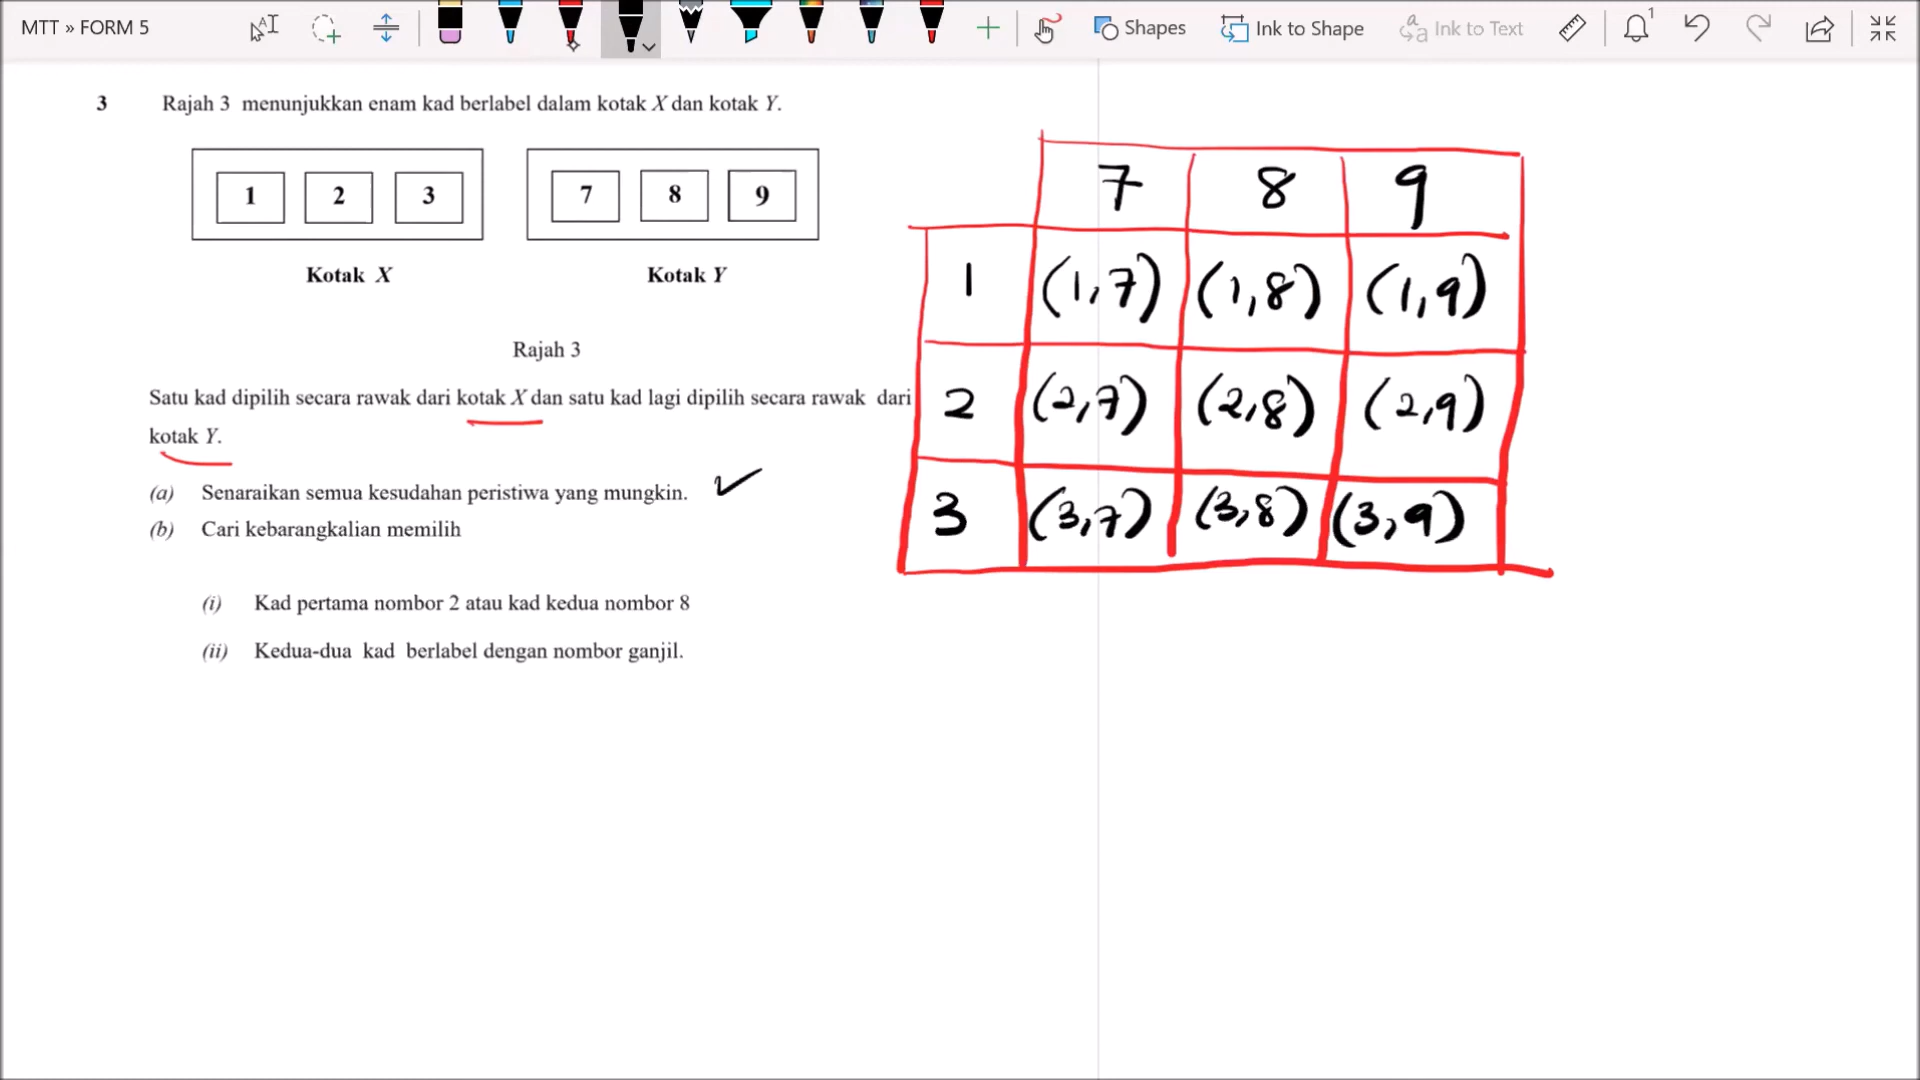 MTT » FORM 5
Shapes
Ink to Shape
Ink to Text
1
3 Rajah 3 menunjukkan enam kad berlabel dalam kotak X dan kotak Y.
1 2 3 7 8 9
Kotak X Kotak Y
Rajah 3
Satu kad dipilih secara rawak dari kotak X dan satu kad lagi dipilih secara rawak dari
kotak Y.
(a) Senaraikan semua kesudahan peristiwa yang mungkin.
(b) Cari kebarangkalian memilih
(i) Kad pertama nombor 2 atau kad kedua nombor 8
(ii) Kedua-dua kad berlabel dengan nombor ganjil.
7 8 9
1 (1,7) (1,8) (1,9)
2 (2,7) (2,8) (2,9)
3 (3,7) (3,8) (3,9)